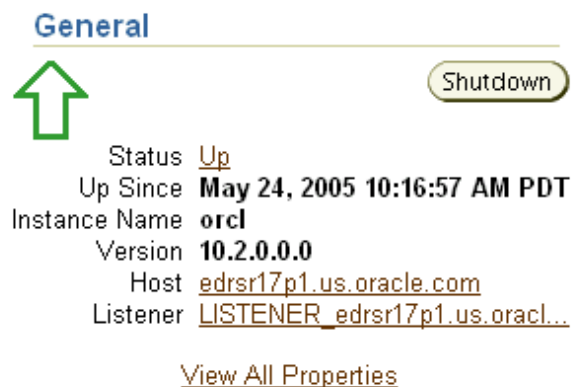 General
Shutdown
Status Up
Up Since May 24, 2005 10:16:57 AM PDT
Instance Name orcl
Version 10.2.0.0.0
Host edrsr17p1.us.oracle.com
Listener LISTENER_edrsr17p1.us.oracl...
View All Properties